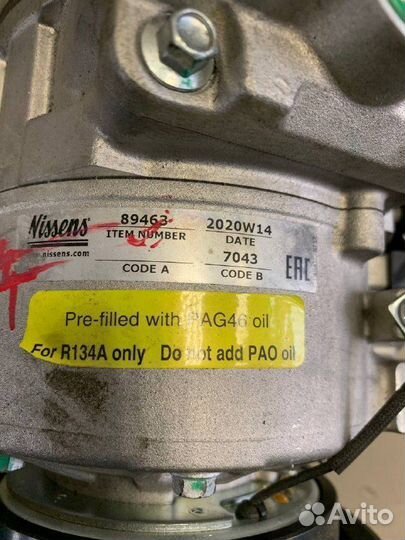 Nissens® 89463 2020W14
ITEM NUMBER DATE
www.nissens.com 7043
CODE A CODE B EAC
Pre-filled with PAG46 oil
For R134A only Do not add PAO oil
Avito